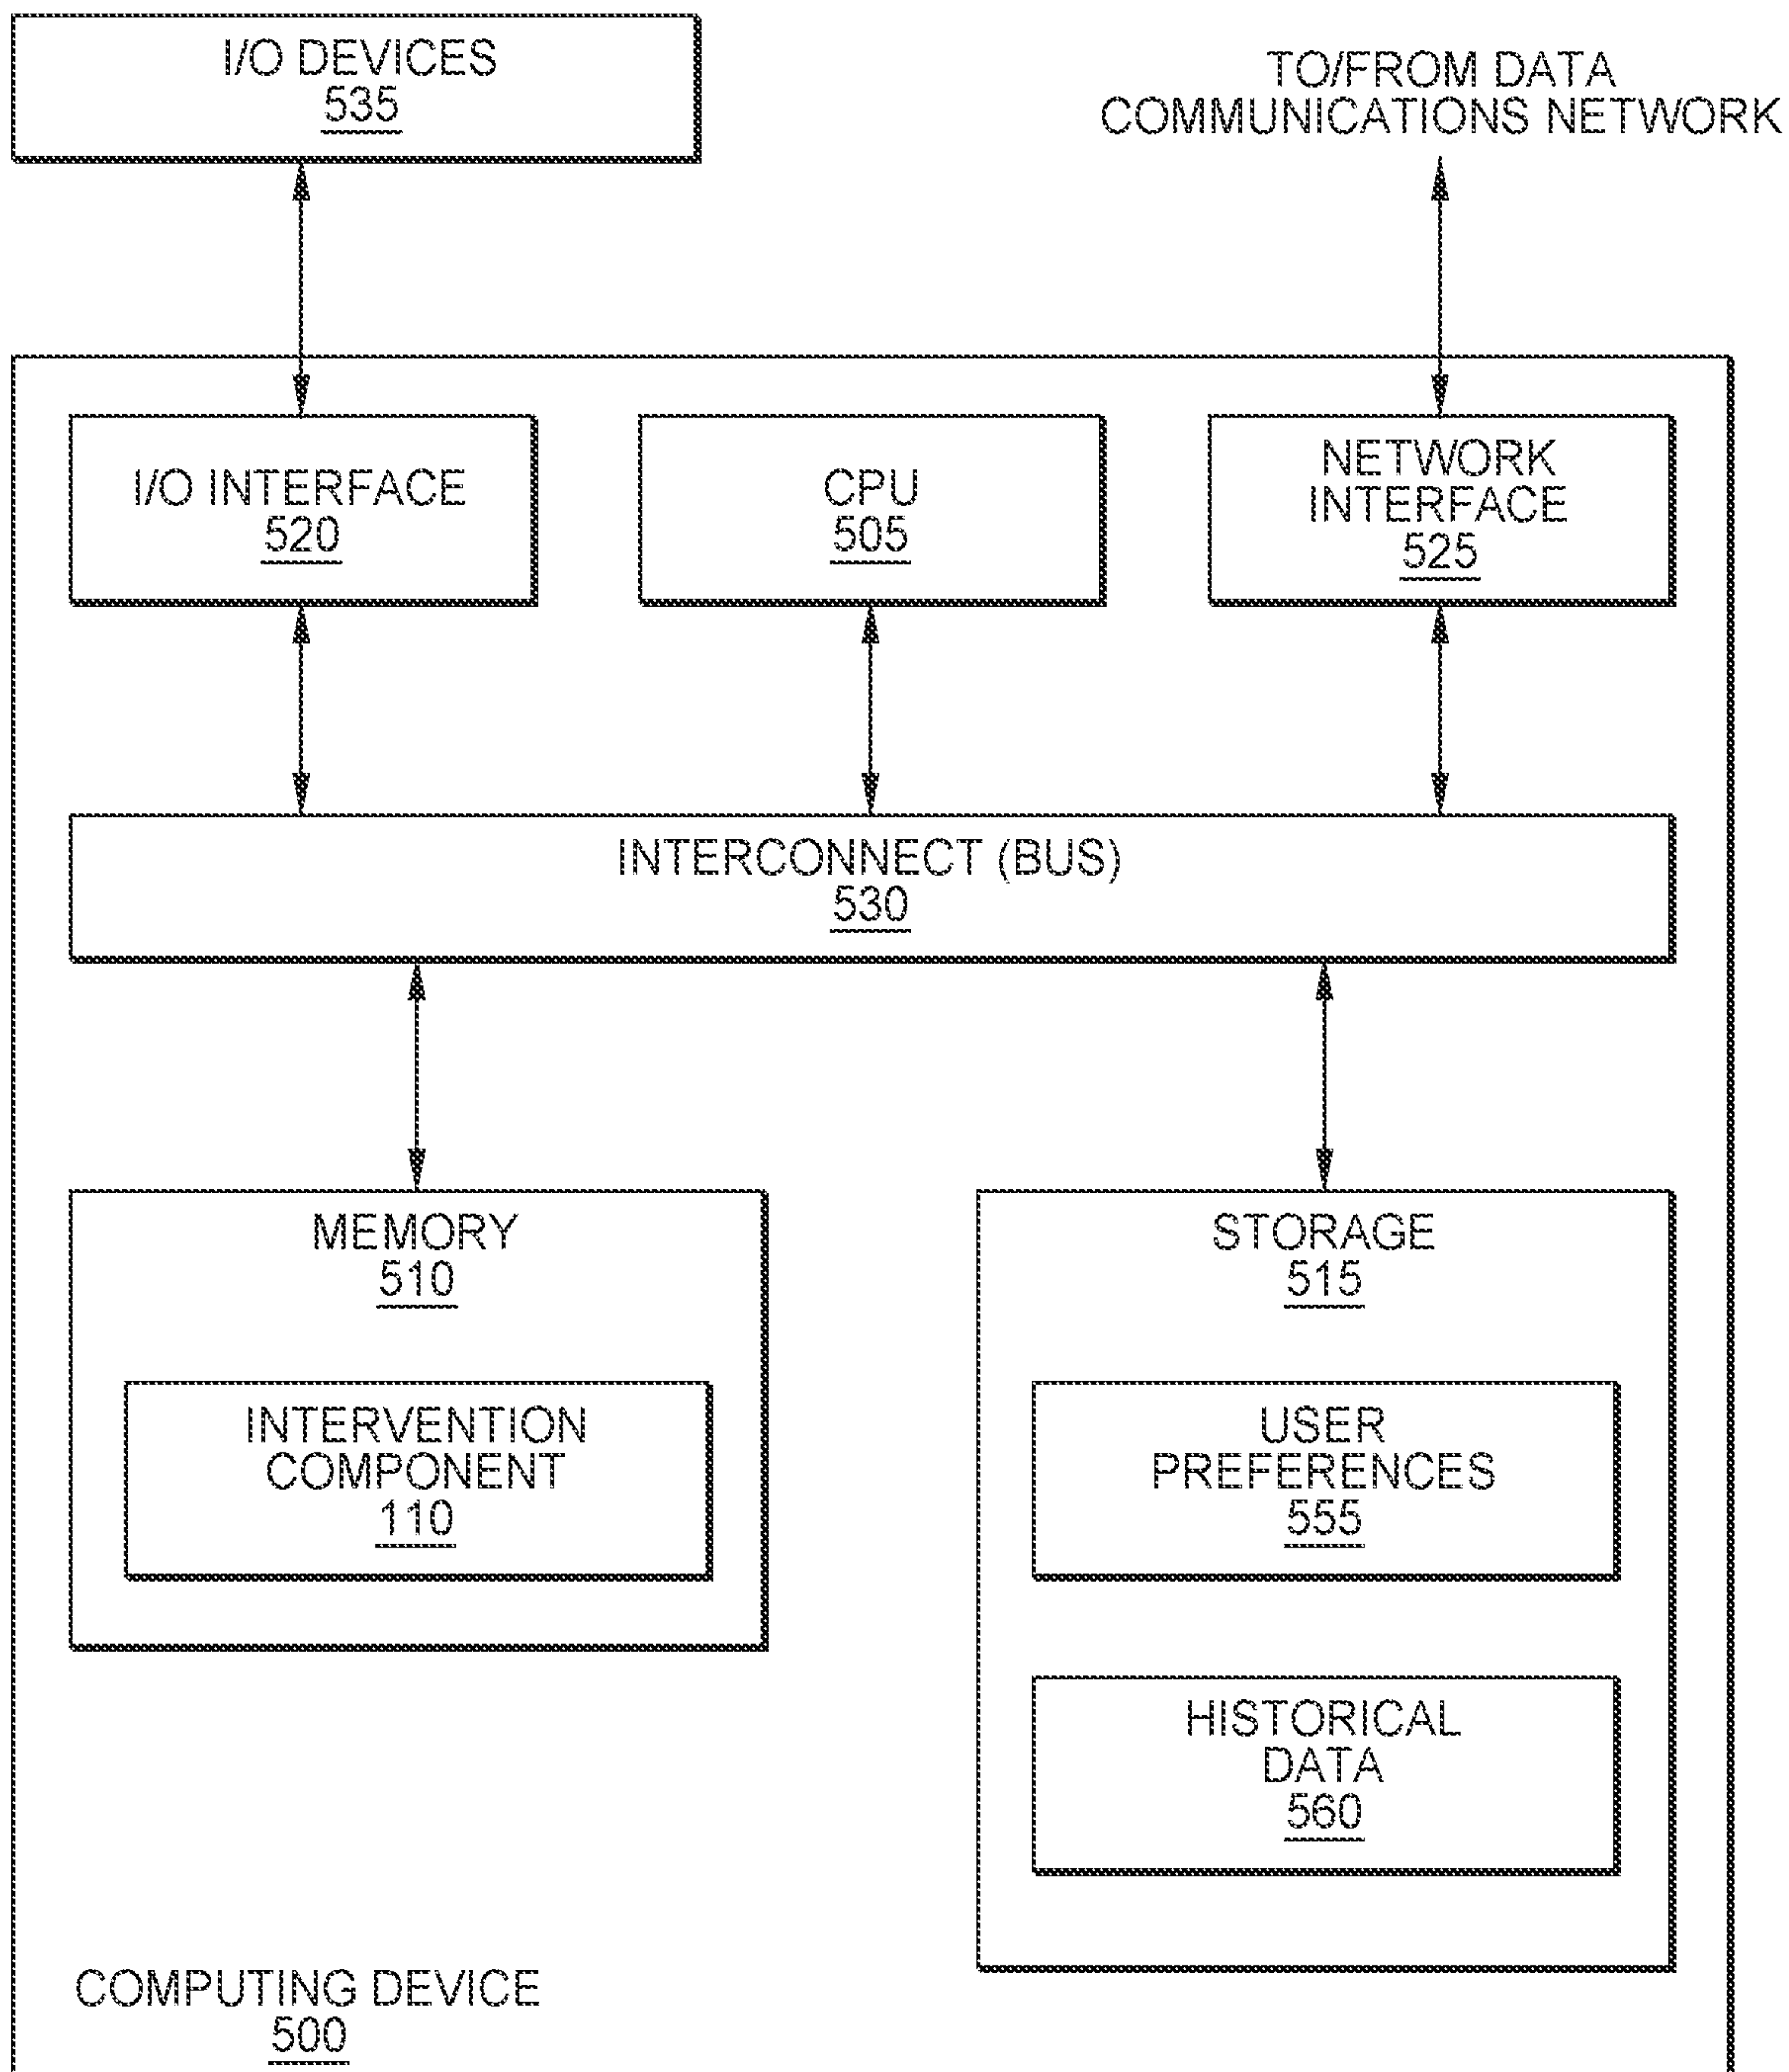 I/O DEVICES
535
TO/FROM DATA
COMMUNICATIONS NETWORK
I/O INTERFACE
520
CPU
505
NETWORK
INTERFACE
525
INTERCONNECT (BUS)
530
MEMORY
510
INTERVENTION
COMPONENT
110
STORAGE
515
USER
PREFERENCES
555
HISTORICAL
DATA
560
COMPUTING DEVICE
500